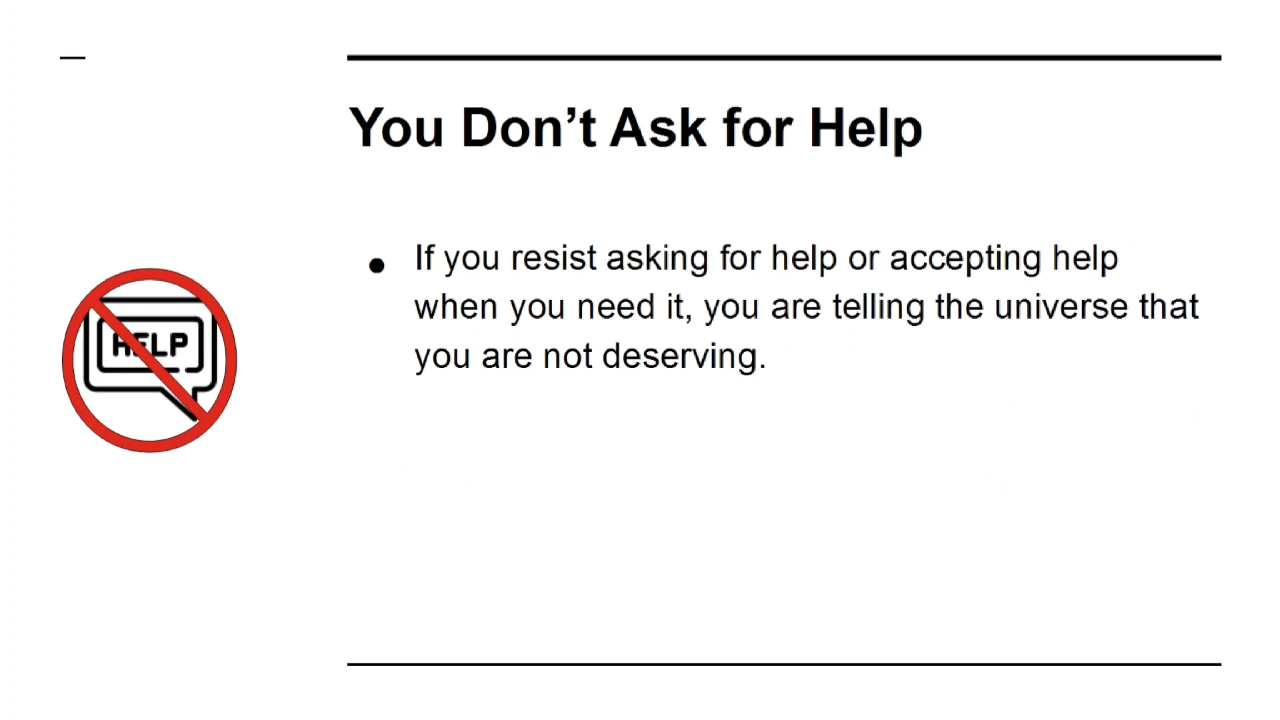 You Don’t Ask for Help
● If you resist asking for help or accepting help
when you need it, you are telling the universe that
you are not deserving.
HELP